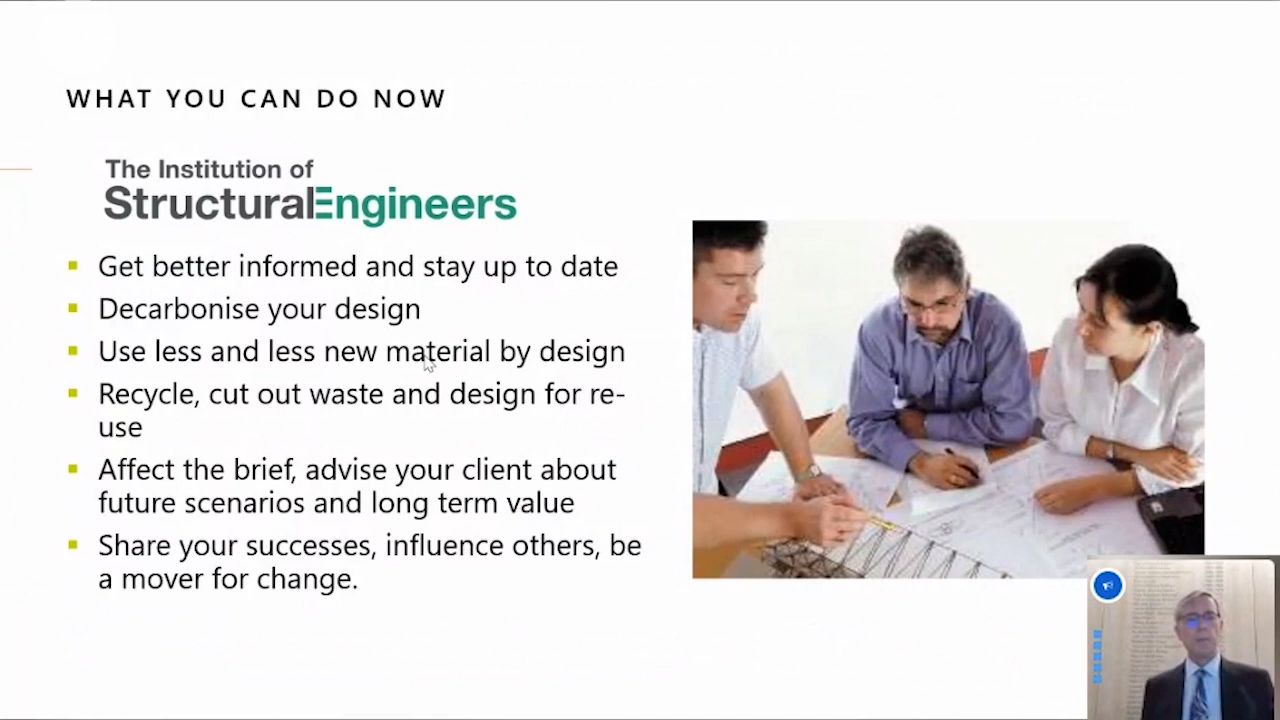 WHAT YOU CAN DO NOW
The Institution of
StructuralEngineers
Get better informed and stay up to date
Decarbonise your design
Use less and less new material by design
Recycle, cut out waste and design for re-
use
Affect the brief, advise your client about
future scenarios and long term value
Share your successes, influence others, be
a mover for change.